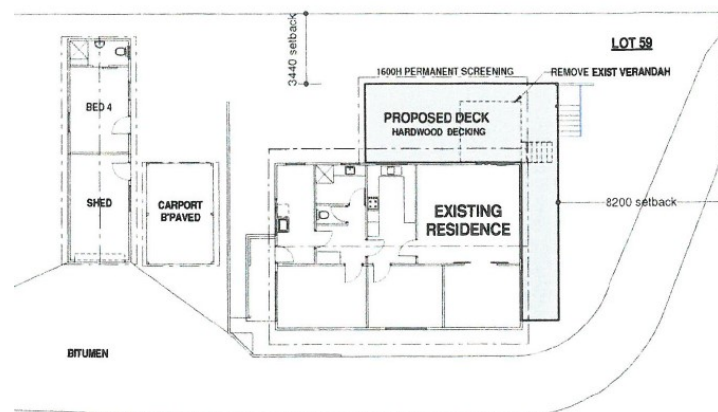 LOT 59
3440 setback
1600H PERMANENT SCREENING
REMOVE EXIST VERANDAH
PROPOSED DECK
HARDWOOD DECKING
BED 4
SHED
CARPORT
B'PAVED
EXISTING
RESIDENCE
8200 setback
BITUMEN